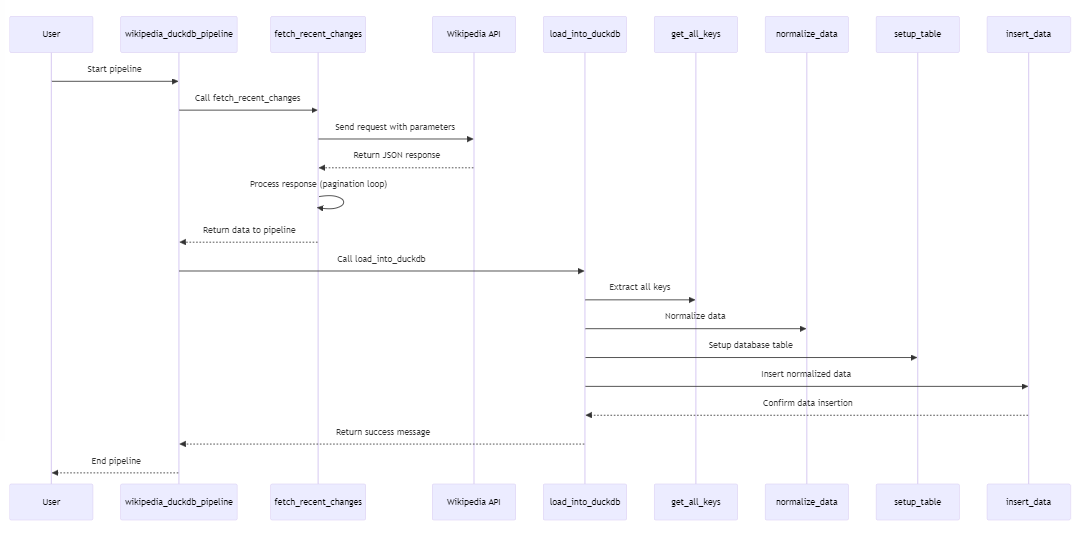 User
wikipedia_duckdb_pipeline
fetch_recent_changes
Wikipedia API
load_into_duckdb
get_all_keys
normalize_data
setup_table
insert_data
Start pipeline
Call fetch_recent_changes
Send request with parameters
Return JSON response
Process response (pagination loop)
Return data to pipeline
Call load_into_duckdb
Extract all keys
Normalize data
Setup database table
Insert normalized data
Confirm data insertion
Return success message
End pipeline
User
wikipedia_duckdb_pipeline
fetch_recent_changes
Wikipedia API
load_into_duckdb
get_all_keys
normalize_data
setup_table
insert_data